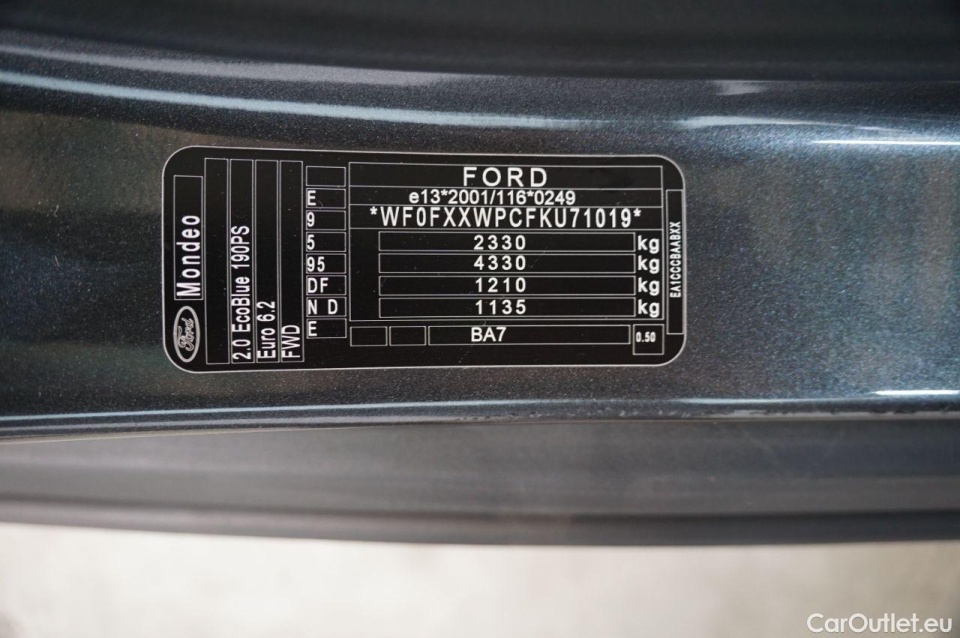 FORD
e13*2001/116*0249
*WF0FXXWPCFKU71019*
2330 kg
4330 kg
1210 kg
1135 kg
BA7
0.50
E
9
5
95
DF
N D
E
Ford
Mondeo
2.0 EcoBlue 190PS
Euro 6.2
FWD
EA1CCCBAABXX
CarOutlet.eu